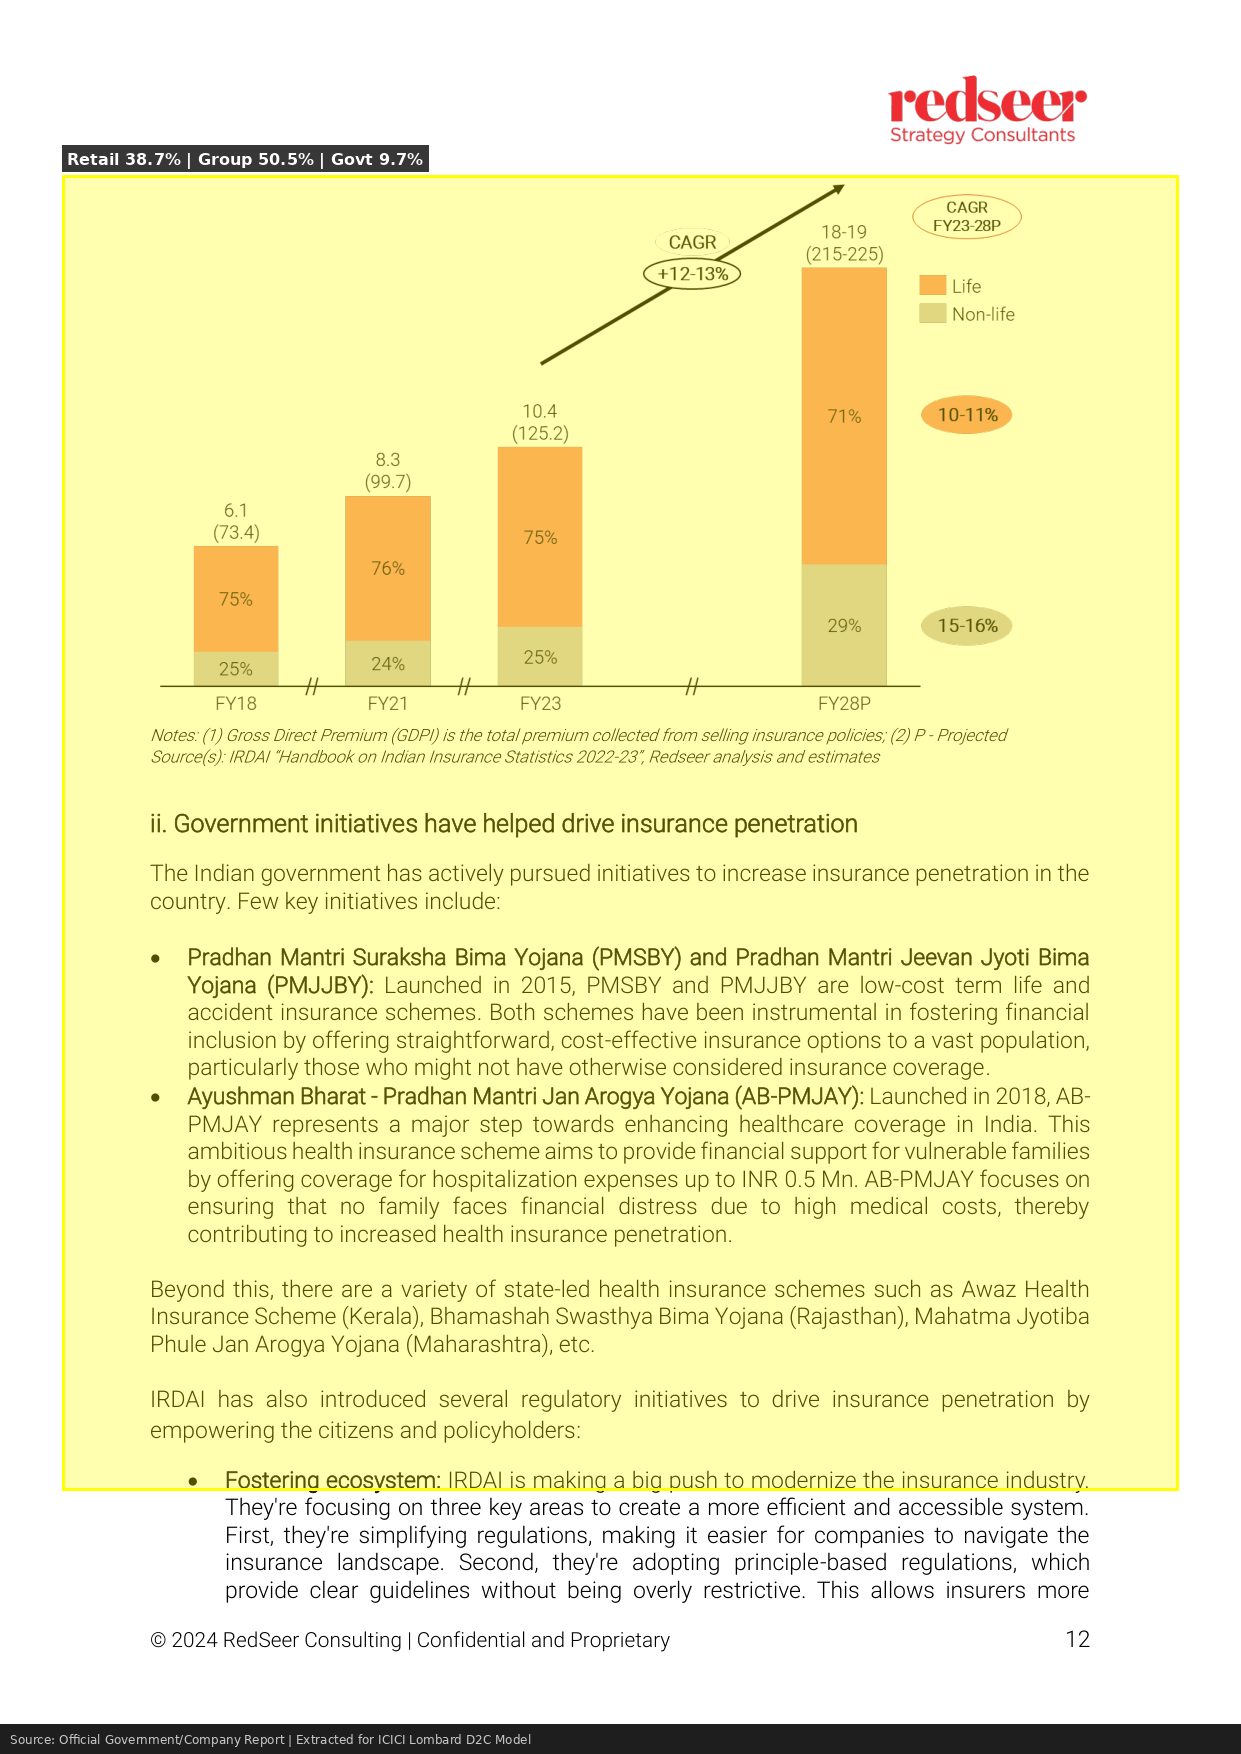 redseer
Strategy Consultants
Retail 38.7% | Group 50.5% | Govt 9.7%
CAGR
FY23-28P
18-19
(215-225)
CAGR
+12-13%
Life
Non-life
10.4
(125.2)
71%
10-11%
8.3
(99.7)
6.1
(73.4)
75%
76%
75%
29%
15-16%
25%
24%
25%
FY18
FY21
FY23
FY28P
Notes: (1) Gross Direct Premium (GDPI) is the total premium collected from selling insurance policies; (2) P - Projected
Source(s): IRDAI “Handbook on Indian Insurance Statistics 2022-23”, Redseer analysis and estimates
ii. Government initiatives have helped drive insurance penetration
The Indian government has actively pursued initiatives to increase insurance penetration in the
country. Few key initiatives include:
• Pradhan Mantri Suraksha Bima Yojana (PMSBY) and Pradhan Mantri Jeevan Jyoti Bima
Yojana (PMJJBY): Launched in 2015, PMSBY and PMJJBY are low-cost term life and
accident insurance schemes. Both schemes have been instrumental in fostering financial
inclusion by offering straightforward, cost-effective insurance options to a vast population,
particularly those who might not have otherwise considered insurance coverage.
• Ayushman Bharat - Pradhan Mantri Jan Arogya Yojana (AB-PMJAY): Launched in 2018, AB-
PMJAY represents a major step towards enhancing healthcare coverage in India. This
ambitious health insurance scheme aims to provide financial support for vulnerable families
by offering coverage for hospitalization expenses up to INR 0.5 Mn. AB-PMJAY focuses on
ensuring that no family faces financial distress due to high medical costs, thereby
contributing to increased health insurance penetration.
Beyond this, there are a variety of state-led health insurance schemes such as Awaz Health
Insurance Scheme (Kerala), Bhamashah Swasthya Bima Yojana (Rajasthan), Mahatma Jyotiba
Phule Jan Arogya Yojana (Maharashtra), etc.
IRDAI has also introduced several regulatory initiatives to drive insurance penetration by
empowering the citizens and policyholders:
• Fostering ecosystem: IRDAI is making a big push to modernize the insurance industry.
They're focusing on three key areas to create a more efficient and accessible system.
First, they're simplifying regulations, making it easier for companies to navigate the
insurance landscape. Second, they're adopting principle-based regulations, which
provide clear guidelines without being overly restrictive. This allows insurers more
© 2024 RedSeer Consulting | Confidential and Proprietary
12
Source: Official Government/Company Report | Extracted for ICICI Lombard D2C Model